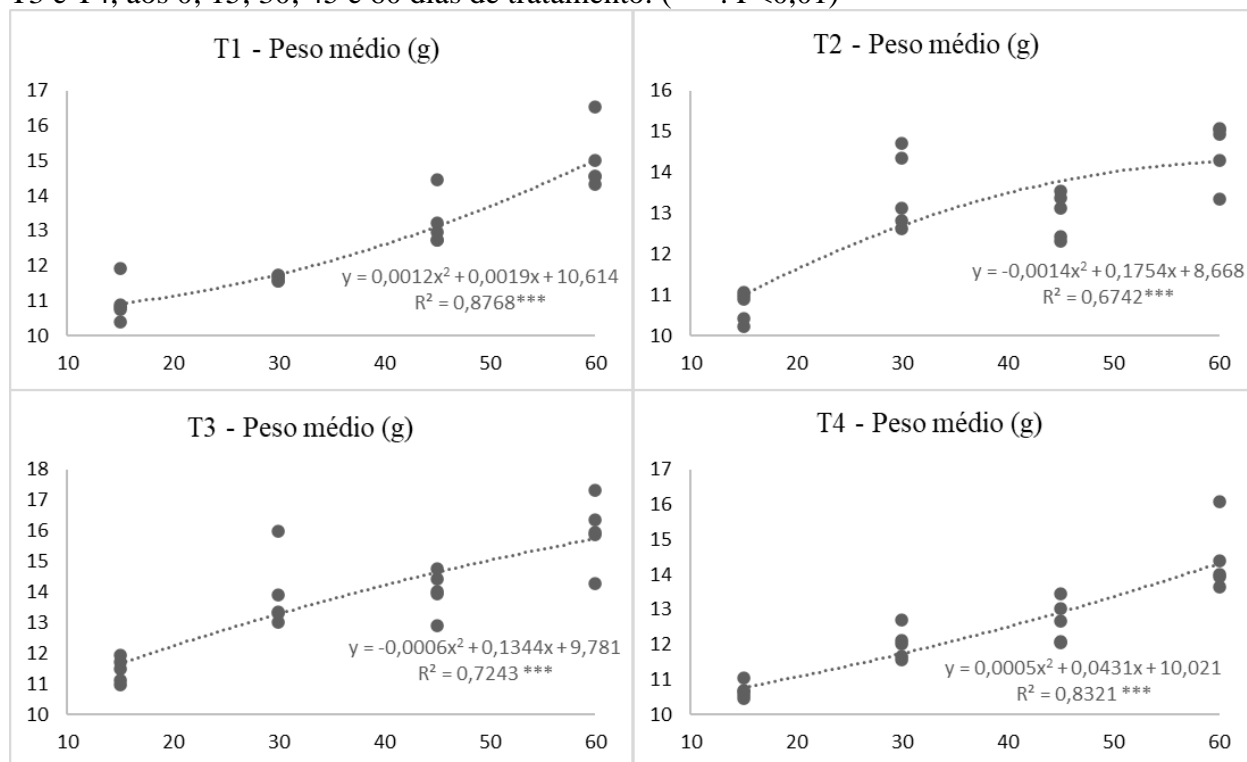 T3 e T4, aos 0, 15, 30, 45 e 60 dias de tratamento. (***: P<0,01)
T1 - Peso médio (g)
17
16
15
14
13
12
11
10
10 20 30 40 50 60
y = 0,0012x² + 0,0019x + 10,614
R² = 0,8768***
T2 - Peso médio (g)
16
15
14
13
12
11
10
10 20 30 40 50 60
y = -0,0014x² + 0,1754x + 8,668
R² = 0,6742***
T3 - Peso médio (g)
18
17
16
15
14
13
12
11
10
10 20 30 40 50 60
y = -0,0006x² + 0,1344x + 9,781
R² = 0,7243 ***
T4 - Peso médio (g)
17
16
15
14
13
12
11
10
10 20 30 40 50 60
y = 0,0005x² + 0,0431x + 10,021
R² = 0,8321 ***